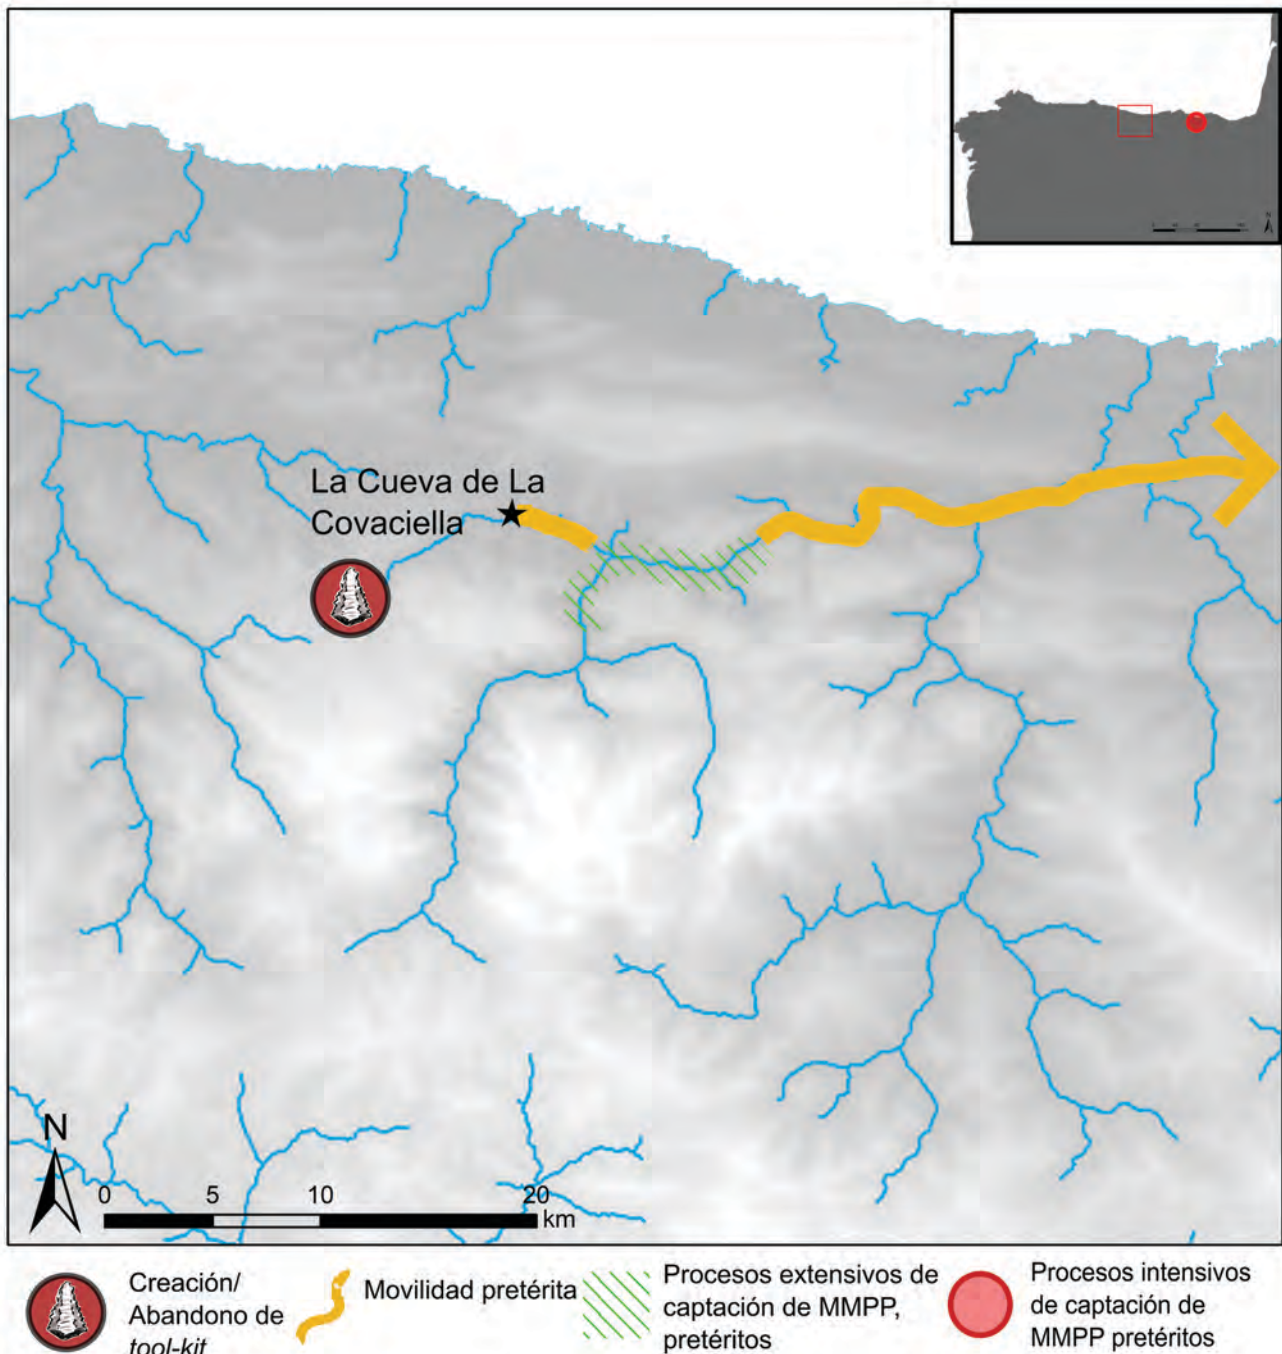 La Cueva de La
Covaciella
N
0 5 10 20
km
N
Creación/
Abandono de
tool-kit
Movilidad pretérita
Procesos extensivos de
captación de MMPP,
pretéritos
Procesos intensivos
de captación de
MMPP pretéritos